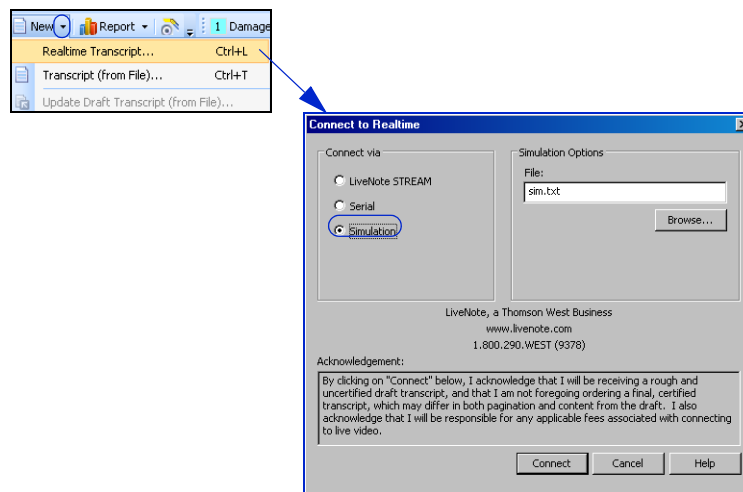 New Report 1 Damage
Realtime Transcript... Ctrl+L
Transcript (from File)... Ctrl+T
Update Draft Transcript (from File)...
Connect to Realtime
Connect via
LiveNote STREAM
Serial
Simulation
Simulation Options
File:
sim.txt
Browse...
LiveNote, a Thomson West Business
www.livenote.com
1.800.290.WEST (9378)
Acknowledgement:
By clicking on "Connect" below, I acknowledge that I will be receiving a rough and
uncertified draft transcript, and that I am not foregoing ordering a final, certified
transcript, which may differ in both pagination and content from the draft. I also
acknowledge that I will be responsible for any applicable fees associated with connecting
to live video.
Connect Cancel Help